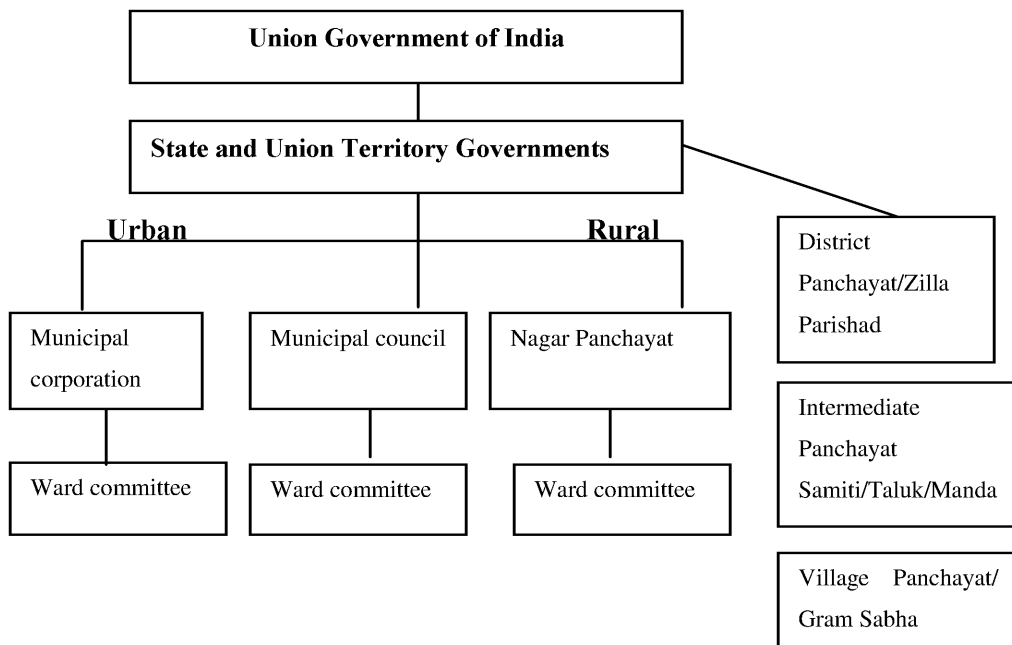 Union Government of India
State and Union Territory Governments
Urban
Rural
Municipal
corporation
Municipal council
Nagar Panchayat
Ward committee
Ward committee
Ward committee
District
Panchayat/Zilla
Parishad
Intermediate
Panchayat
Samiti/Taluk/Manda
Village Panchayat/
Gram Sabha